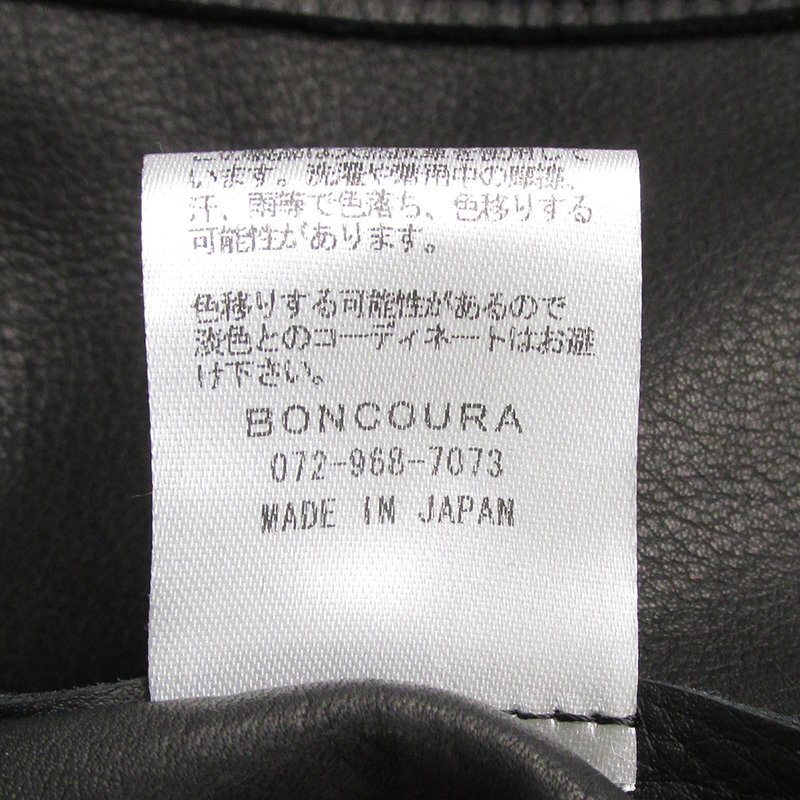 います。洗濯や着用中の摩擦、
汗、雨等で色落ち、色移りする
可能性があります。
色移りする可能性があるので
淡色とのコーディネートはお避
け下さい。
BONCOURA
072-968-7073
MADE IN JAPAN